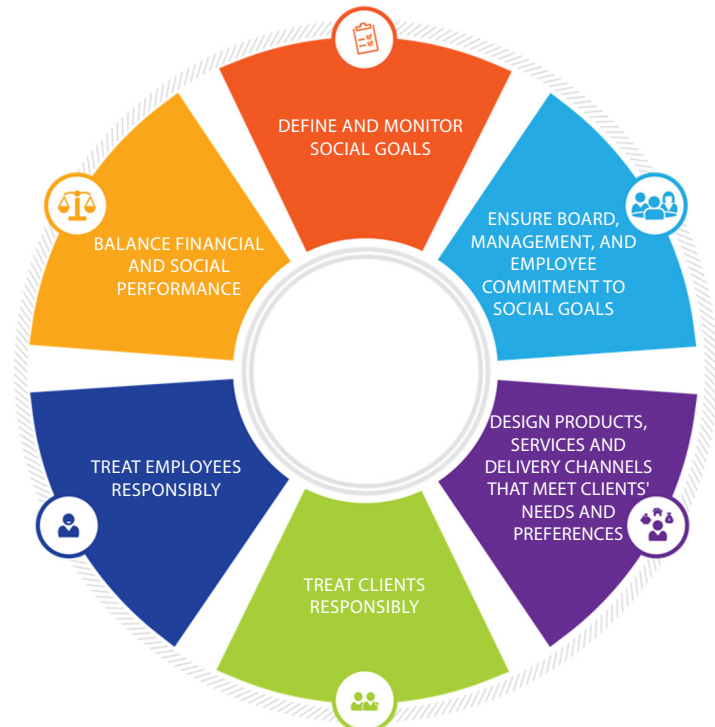 DEFINE AND MONITOR
SOCIAL GOALS
ENSURE BOARD,
MANAGEMENT, AND
EMPLOYEE
COMMITMENT TO
SOCIAL GOALS
DESIGN PRODUCTS,
SERVICES AND
DELIVERY CHANNELS
THAT MEET CLIENTS'
NEEDS AND
PREFERENCES
TREAT CLIENTS
RESPONSIBLY
TREAT EMPLOYEES
RESPONSIBLY
BALANCE FINANCIAL
AND SOCIAL
PERFORMANCE